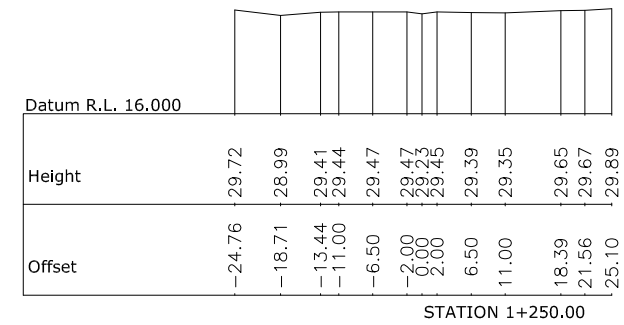 Datum R.L. 16.000
Height 29.72 28.99 29.41 29.44 29.47 29.47 29.23 29.45 29.39 29.35 29.65 29.67 29.89
Offset -24.76 -18.71 -13.44 -11.00 -6.50 -2.00 0.00 2.00 6.50 11.00 18.39 21.56 25.10
STATION 1+250.00